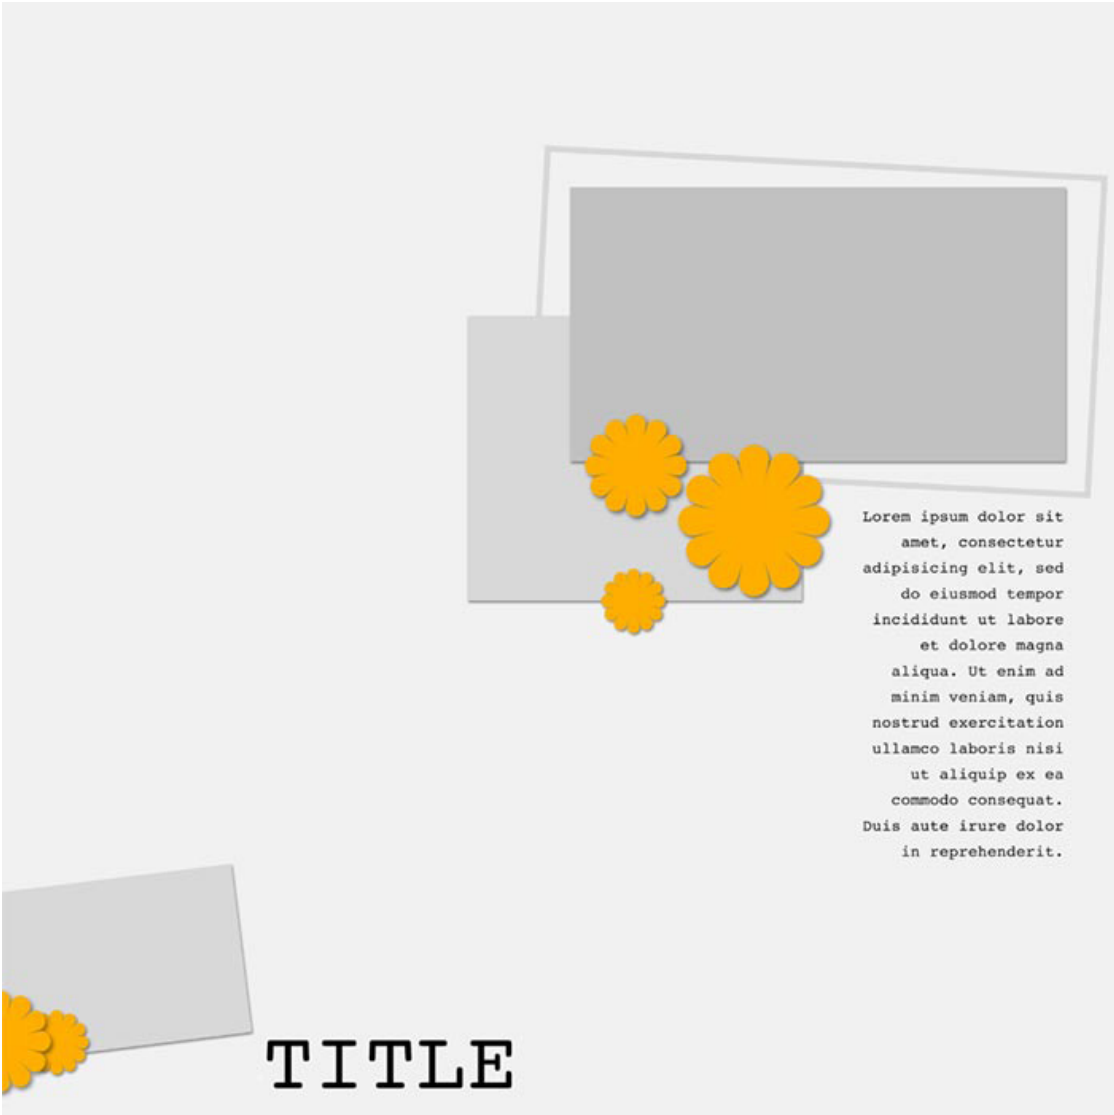 Lorem ipsum dolor sit
amet, consectetur
adipisicing elit, sed
do eiusmod tempor
incididunt ut labore
et dolore magna
aliqua. Ut enim ad
minim veniam, quis
nostrud exercitation
ullamco laboris nisi
ut aliquip ex ea
commodo consequat.
Duis aute irure dolor
in reprehenderit.
TITLE